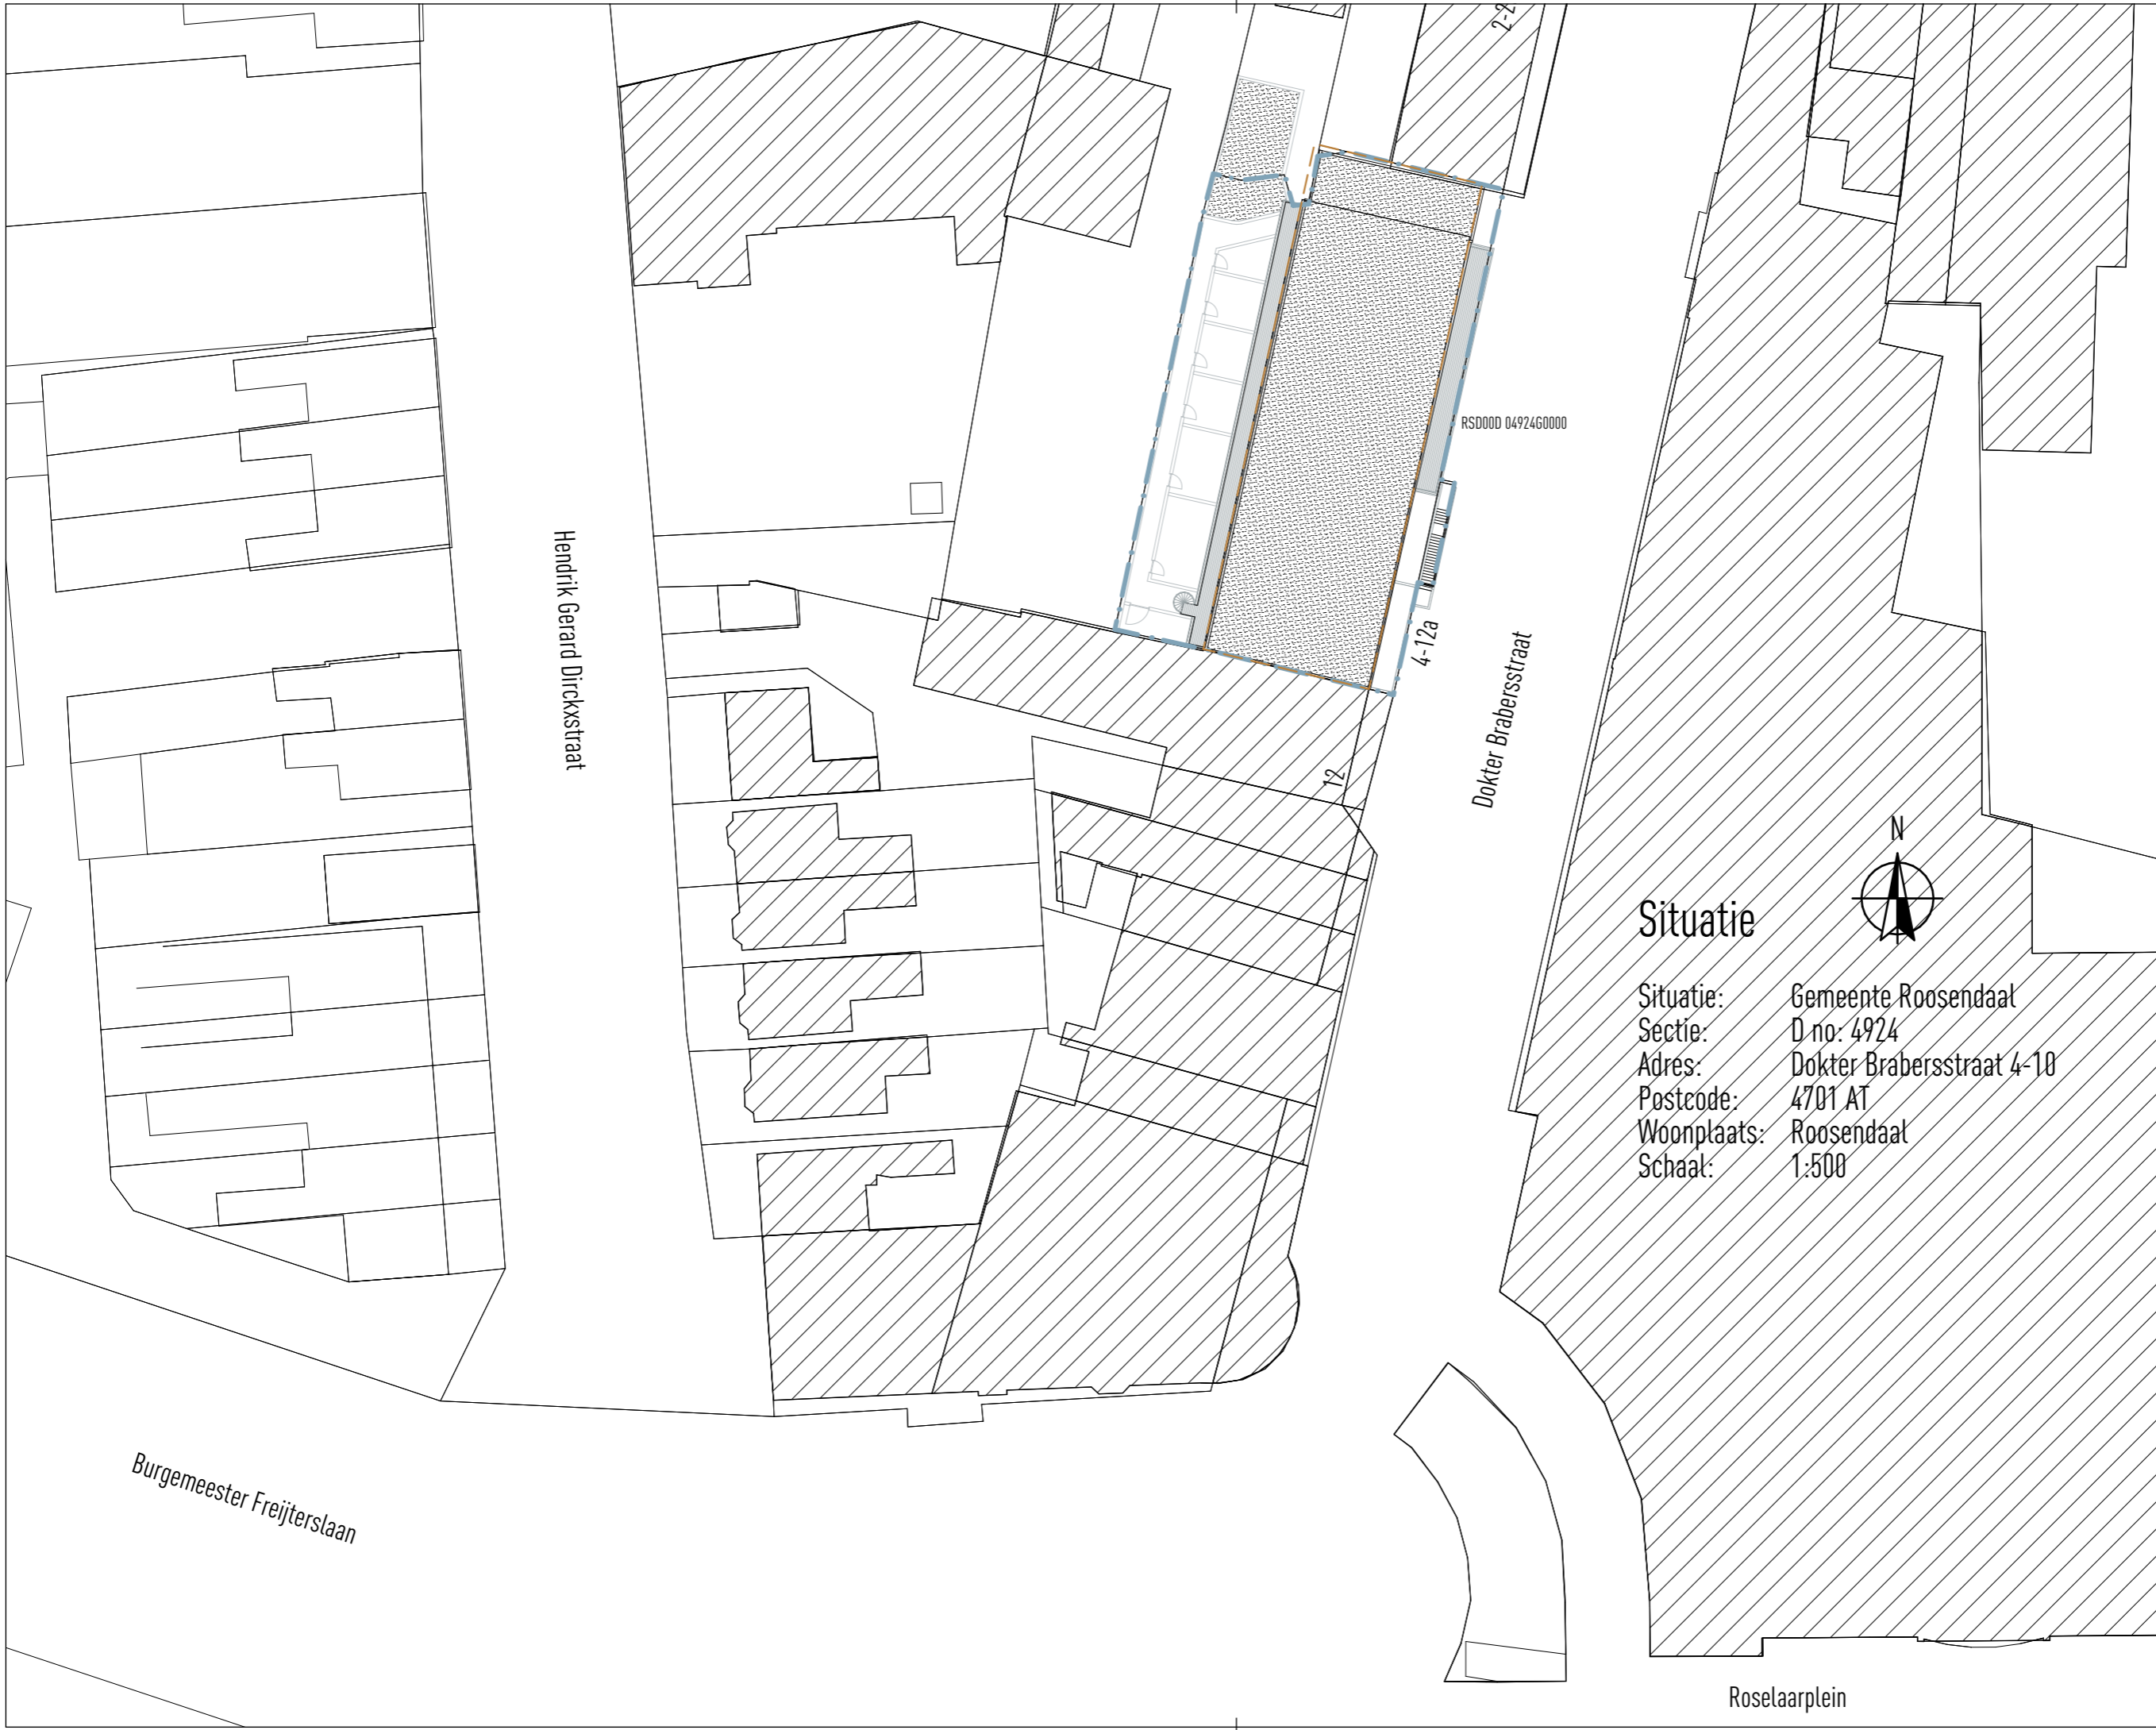 2-2
RSD00D 04924G0000
Hendrik Gerard Dirckxstraat
4-12a
Dokter Brabersstraat
12
N
Situatie
Situatie: Gemeente Roosendaal
Sectie: D no: 4924
Adres: Dokter Brabersstraat 4-10
Postcode: 4701 AT
Woonplaats: Roosendaal
Schaal: 1:500
Burgemeester Freijterslaan
Roselaarplein